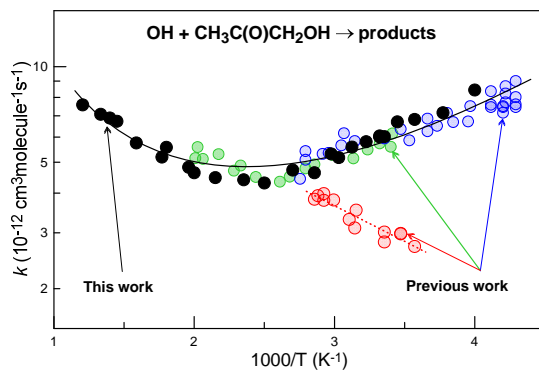 OH + CH3C(O)CH2OH → products
k (10⁻¹² cm³molecule⁻¹s⁻¹)
10
5
3
2
This work
Previous work
1
2
3
4
1000/T (K⁻¹)